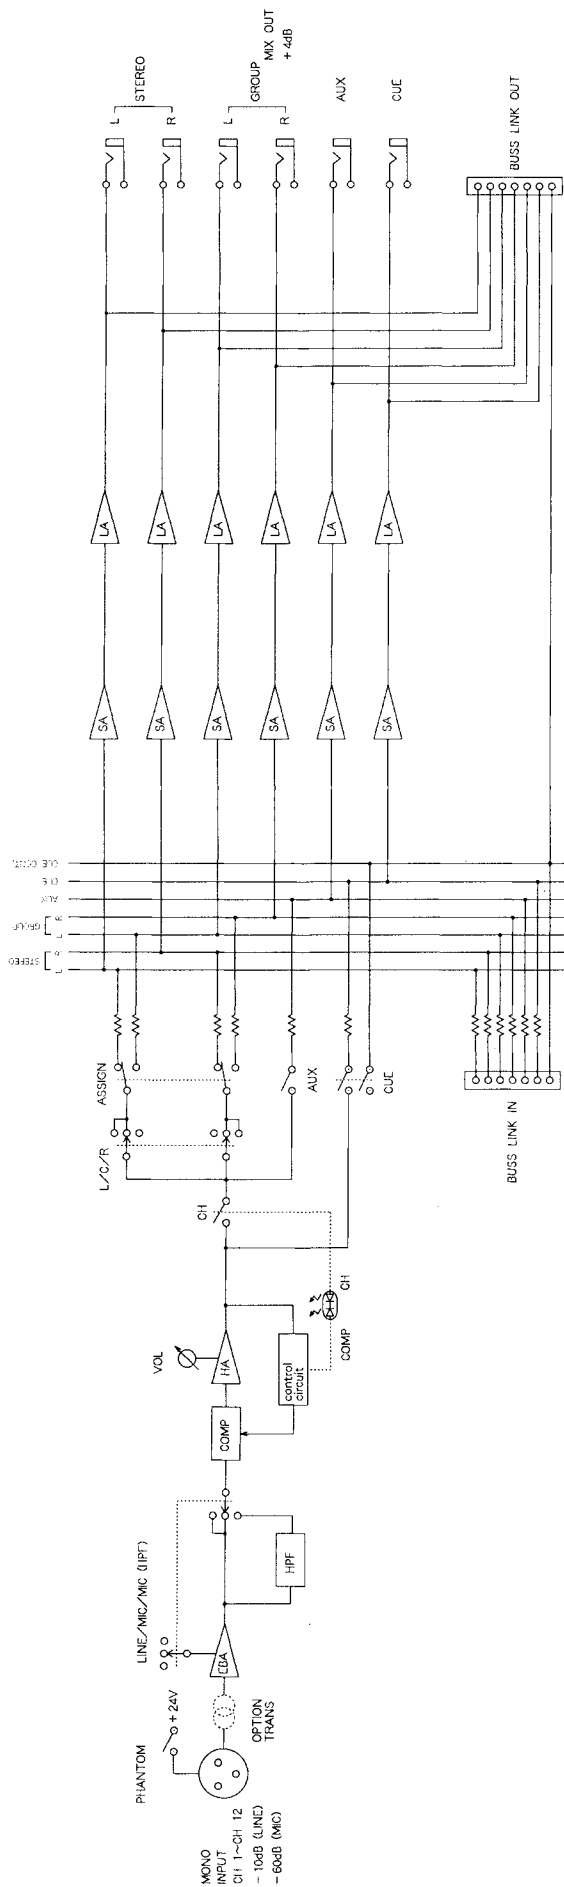 MONO
INPUT
CH 1~CH 12
- 10dB (LINE)
- 60dB (MIC)
PHANTOM
+ 24V
OPTION
TRANS
LINE/MIC/MIC (HPF)
EBA
HPF
COMP
VOL
HA
control
circuit
COMP
CH
CH
L/C/R
ASSIGN
AUX
CUE
BUSS LINK IN
STEREO
L
R
GROUP
L
R
AUX
CUE
CUE CONT.
SA
SA
SA
SA
SA
SA
LA
LA
LA
LA
LA
LA
L
STEREO
R
L
GROUP
R
MIX OUT
+ 4dB
AUX
CUE
BUSS LINK OUT